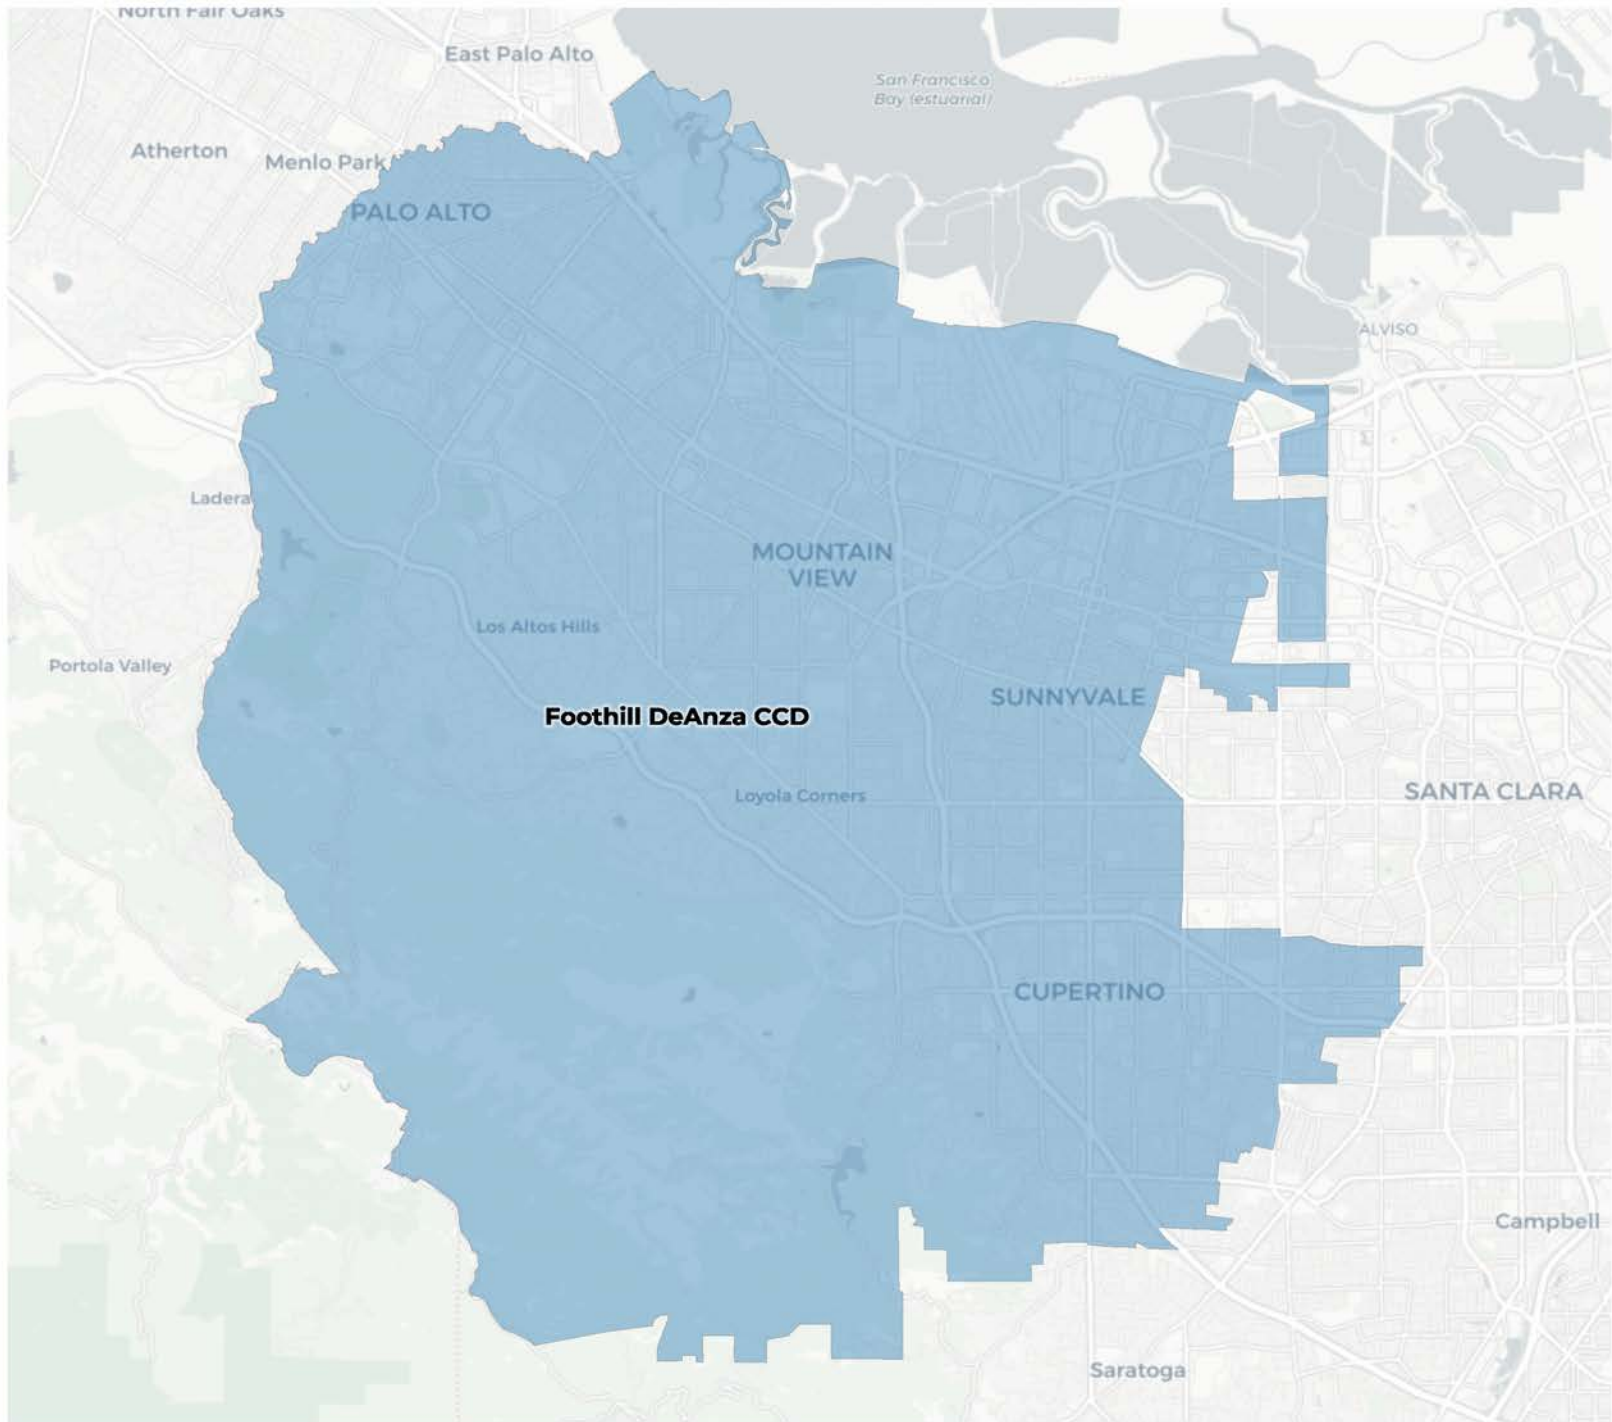 North Fair Oaks
East Palo Alto
San Francisco
Bay (estuarial)
Atherton
Menlo Park
PALO ALTO
ALVISO
Ladera
MOUNTAIN
VIEW
Los Altos Hills
Portola Valley
SUNNYVALE
Foothill DeAnza CCD
Loyola Corners
SANTA CLARA
CUPERTINO
Campbell
Saratoga